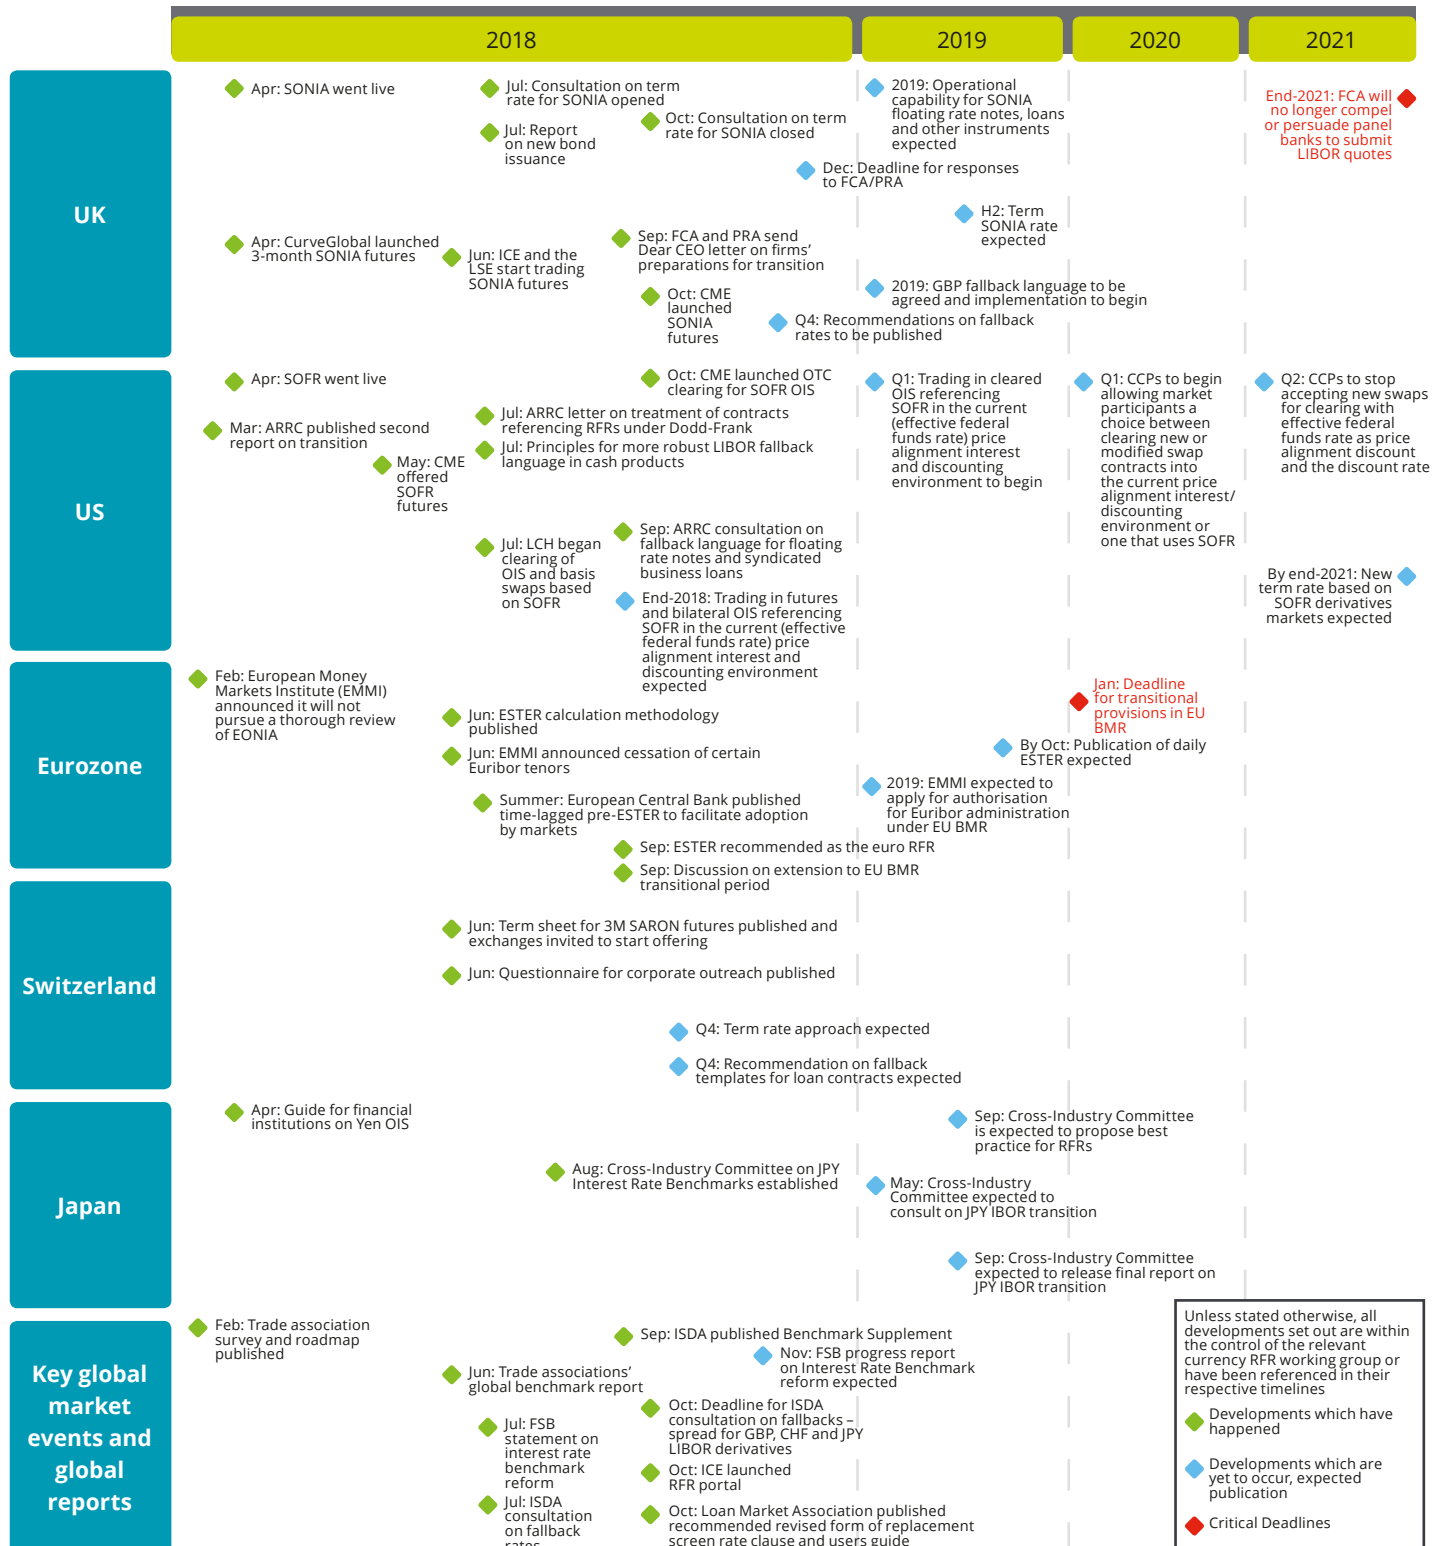 2018
2019
2020
2021
UK
Apr: SONIA went live
Jul: Consultation on term
rate for SONIA opened
Jul: Report
on new bond
issuance
Oct: Consultation on term
rate for SONIA closed
Dec: Deadline for responses
to FCA/PRA
2019: Operational
capability for SONIA
floating rate notes, loans
and other instruments
expected
End-2021: FCA will
no longer compel
or persuade panel
banks to submit
LIBOR quotes
H2: Term
SONIA rate
expected
Apr: CurveGlobal launched
3-month SONIA futures
Jun: ICE and the
LSE start trading
SONIA futures
Sep: FCA and PRA send
Dear CEO letter on firms’
preparations for transition
Oct: CME
launched
SONIA
futures
2019: GBP fallback language to be
agreed and implementation to begin
Q4: Recommendations on fallback
rates to be published
US
Apr: SOFR went live
Mar: ARRC published second
report on transition
May: CME
offered
SOFR
futures
Oct: CME launched OTC
clearing for SOFR OIS
Jul: ARRC letter on treatment of contracts
referencing RFRs under Dodd-Frank
Jul: Principles for more robust LIBOR fallback
language in cash products
Jul: LCH began
clearing of
OIS and basis
swaps based
on SOFR
Sep: ARRC consultation on
fallback language for floating
rate notes and syndicated
business loans
End-2018: Trading in futures
and bilateral OIS referencing
SOFR in the current (effective
federal funds rate) price
alignment interest and
discounting environment
expected
Q1: Trading in cleared
OIS referencing
SOFR in the current
(effective federal
funds rate) price
alignment interest
and discounting
environment to begin
Q1: CCPs to begin
allowing market
participants a
choice between
clearing new or
modified swap
contracts into
the current price
alignment interest/
discounting
environment or
one that uses SOFR
Q2: CCPs to stop
accepting new swaps
for clearing with
effective federal
funds rate as price
alignment discount
and the discount rate
By end-2021: New
term rate based on
SOFR derivatives
markets expected
Eurozone
Feb: European Money
Markets Institute (EMMI)
announced it will not
pursue a thorough review
of EONIA
Jun: ESTER calculation methodology
published
Jun: EMMI announced cessation of certain
Euribor tenors
Summer: European Central Bank published
time-lagged pre-ESTER to facilitate adoption
by markets
Sep: ESTER recommended as the euro RFR
Sep: Discussion on extension to EU BMR
transitional period
Jan: Deadline
for transitional
provisions in EU
BMR
By Oct: Publication of daily
ESTER expected
2019: EMMI expected to
apply for authorisation
for Euribor administration
under EU BMR
Switzerland
Jun: Term sheet for 3M SARON futures published and
exchanges invited to start offering
Jun: Questionnaire for corporate outreach published
Q4: Term rate approach expected
Q4: Recommendation on fallback
templates for loan contracts expected
Japan
Apr: Guide for financial
institutions on Yen OIS
Aug: Cross-Industry Committee on JPY
Interest Rate Benchmarks established
Sep: Cross-Industry Committee
is expected to propose best
practice for RFRs
May: Cross-Industry
Committee expected to
consult on JPY IBOR transition
Sep: Cross-Industry Committee
expected to release final report on
JPY IBOR transition
Key global
market
events and
global
reports
Feb: Trade association
survey and roadmap
published
Jun: Trade associations’
global benchmark report
Jul: FSB
statement on
interest rate
benchmark
reform
Jul: ISDA
consultation
on fallback
rates
Sep: ISDA published Benchmark Supplement
Nov: FSB progress report
on Interest Rate Benchmark
reform expected
Oct: Deadline for ISDA
consultation on fallbacks –
spread for GBP, CHF and JPY
LIBOR derivatives
Oct: ICE launched
RFR portal
Oct: Loan Market Association published
recommended revised form of replacement
screen rate clause and users guide
Unless stated otherwise, all
developments set out are within
the control of the relevant
currency RFR working group or
have been referenced in their
respective timelines
Developments which have
happened
Developments which are
yet to occur, expected
publication
Critical Deadlines